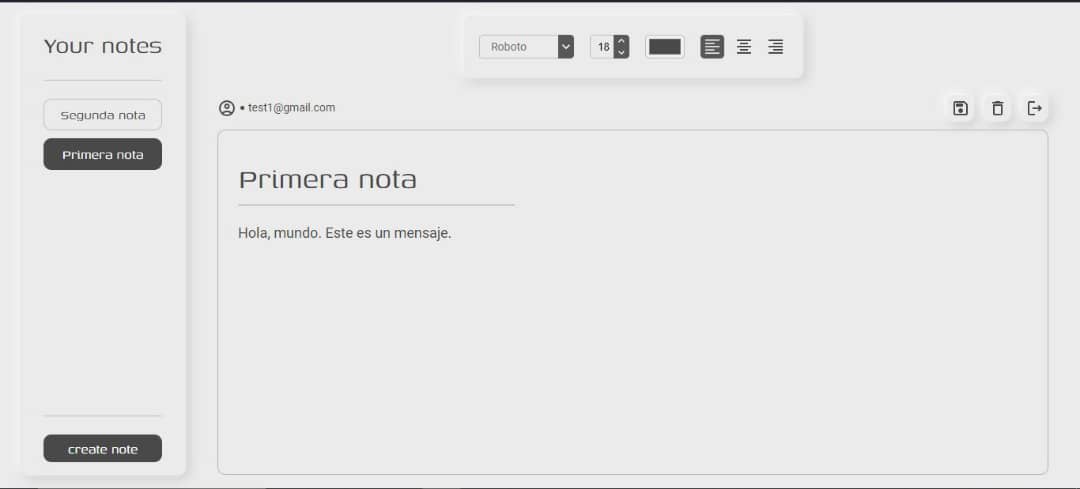 Your notes
Segunda nota
Primera nota
create note
Roboto
18
• test1@gmail.com
Primera nota
Hola, mundo. Este es un mensaje.